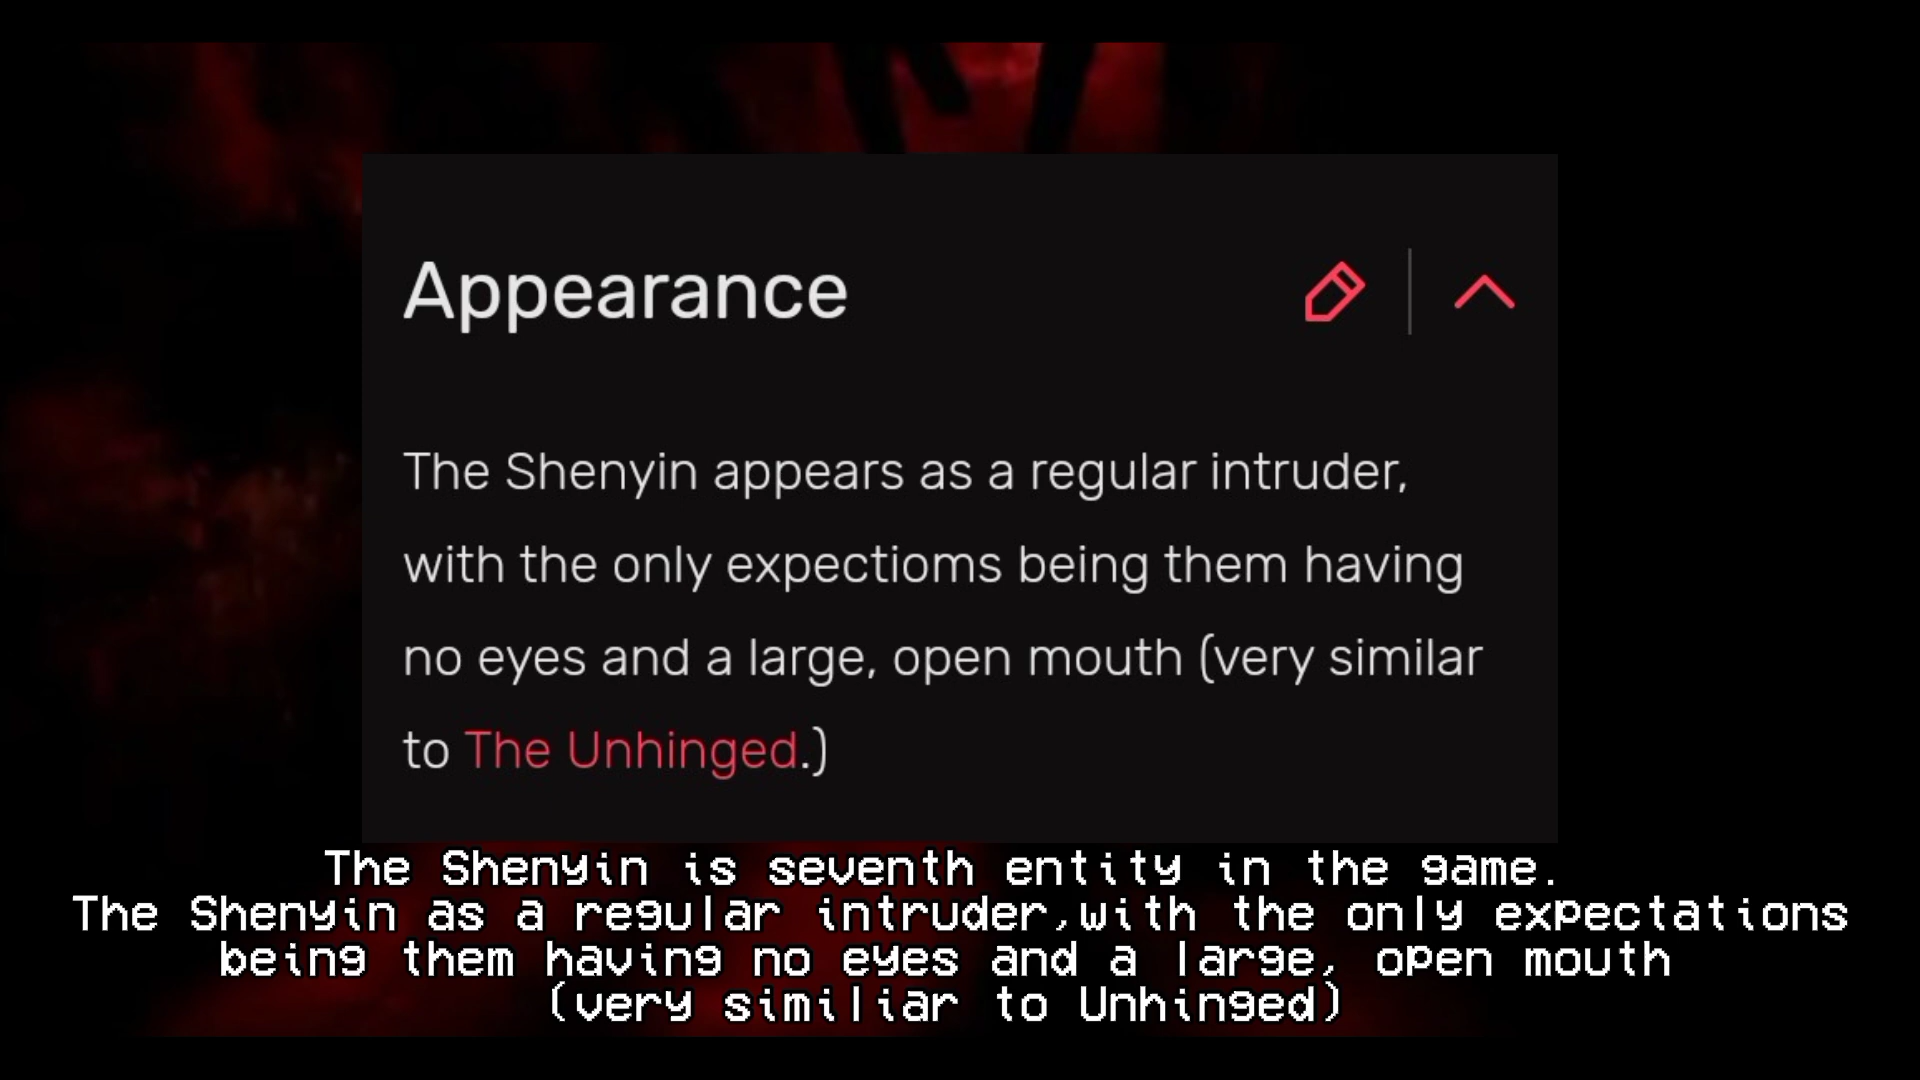 Appearance
The Shenyin appears as a regular intruder,
with the only expectioms being them having
no eyes and a large, open mouth (very similar
to The Unhinged.)
The Shenyin is seventh entity in the game.
The Shenyin as a regular intruder,with the only expectations
being them having no eyes and a large, open mouth
(very similiar to Unhinged)